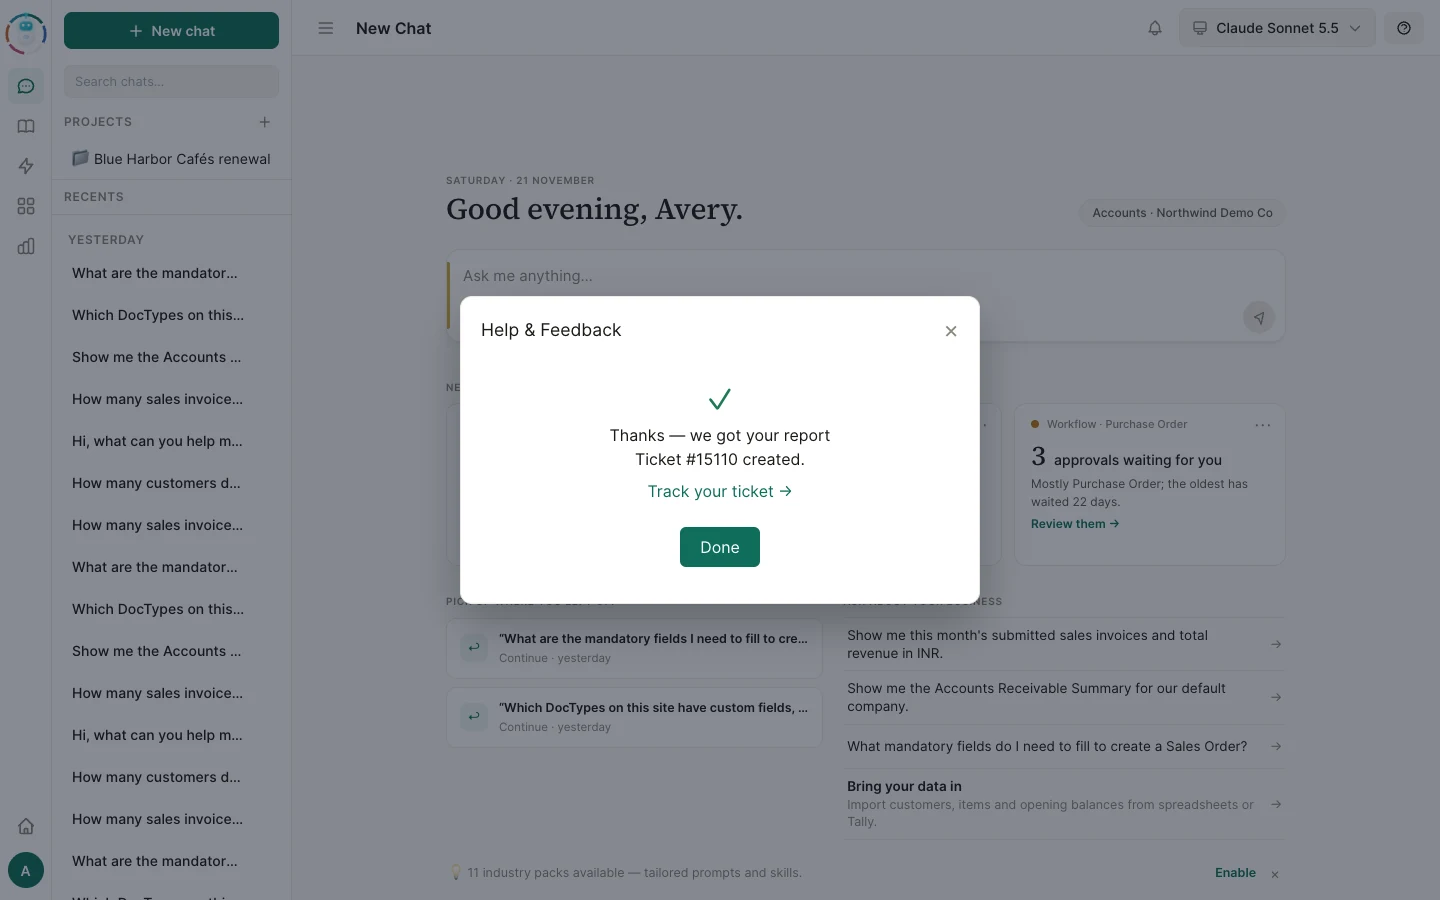 New chat
Search chats...
PROJECTS
Blue Harbor Cafés renewal
RECENTS
YESTERDAY
What are the mandator...
Which DocTypes on this...
Show me the Accounts ...
How many sales invoice...
Hi, what can you help m...
How many customers d...
How many sales invoice...
What are the mandator...
Which DocTypes on this...
Show me the Accounts ...
How many sales invoice...
Hi, what can you help m...
How many customers d...
How many sales invoice...
What are the mandator...
A
New Chat
Claude Sonnet 5.5
SATURDAY · 21 NOVEMBER
Good evening, Avery.
Accounts · Northwind Demo Co
Ask me anything...
Help & Feedback
Thanks — we got your report
Ticket #15110 created.
Track your ticket →
Done
Workflow · Purchase Order
3 approvals waiting for you
Mostly Purchase Order; the oldest has
waited 22 days.
Review them →
“What are the mandatory fields I need to fill to cre...
Continue · yesterday
“Which DocTypes on this site have custom fields, ...
Continue · yesterday
Show me this month's submitted sales invoices and total
revenue in INR.
Show me the Accounts Receivable Summary for our default
company.
What mandatory fields do I need to fill to create a Sales Order?
Bring your data in
Import customers, items and opening balances from spreadsheets or
Tally.
11 industry packs available — tailored prompts and skills.
Enable